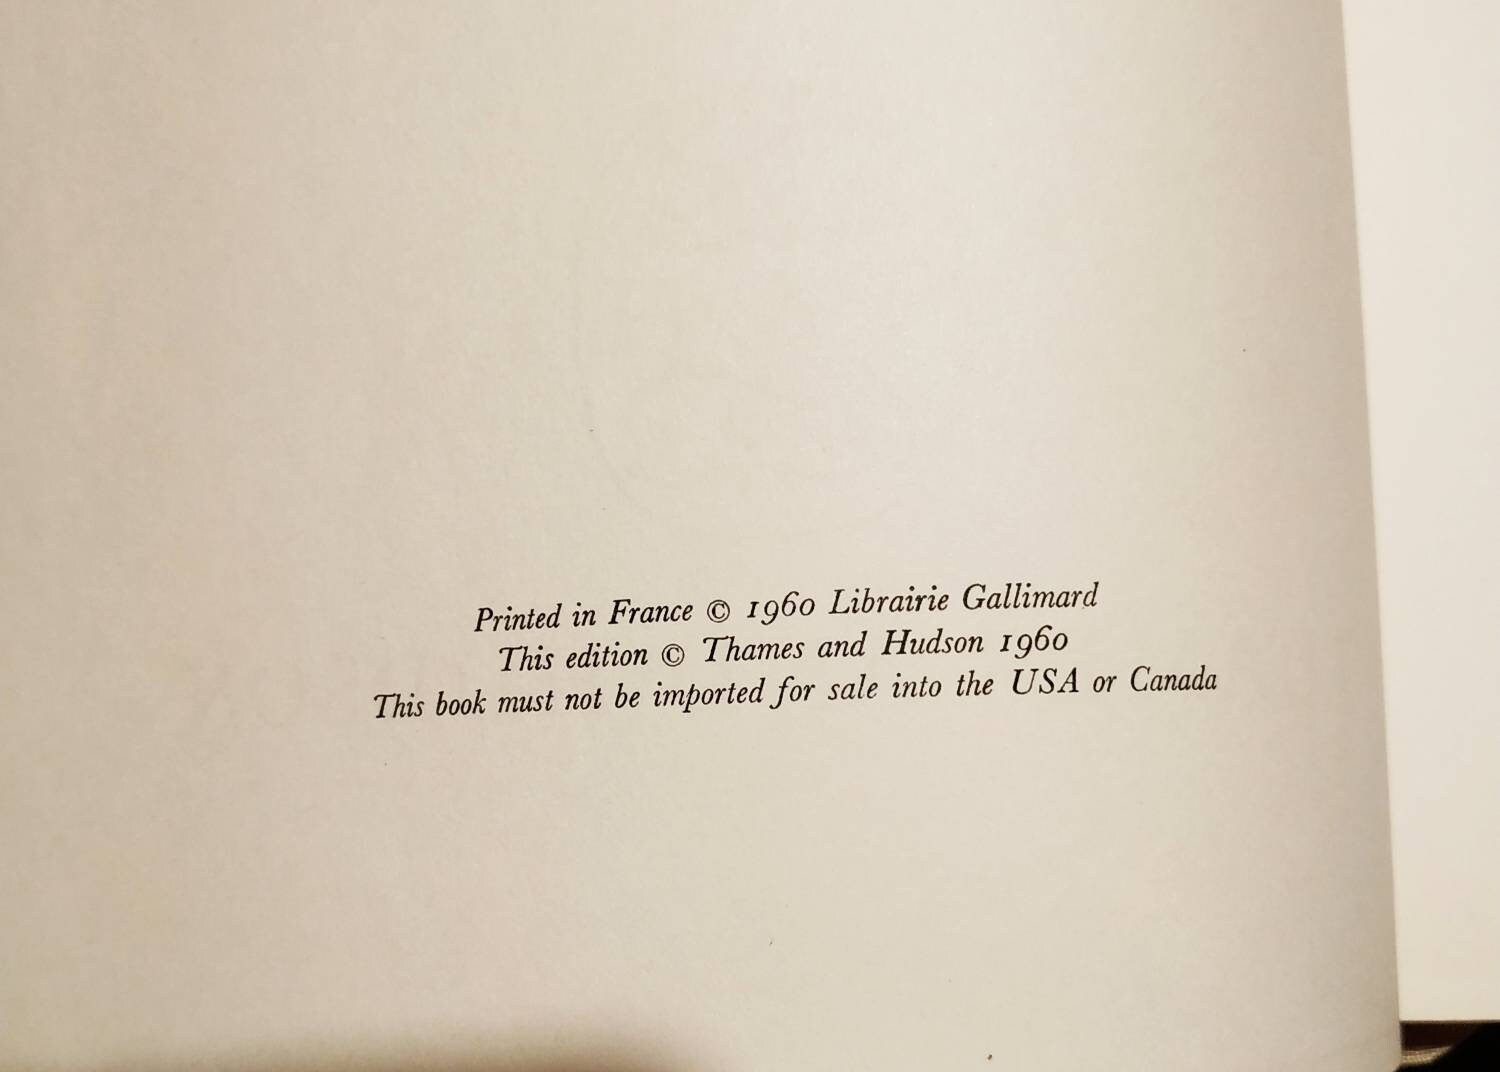 Printed in France © 1960 Librairie Gallimard
This edition © Thames and Hudson 1960
This book must not be imported for sale into the USA or Canada